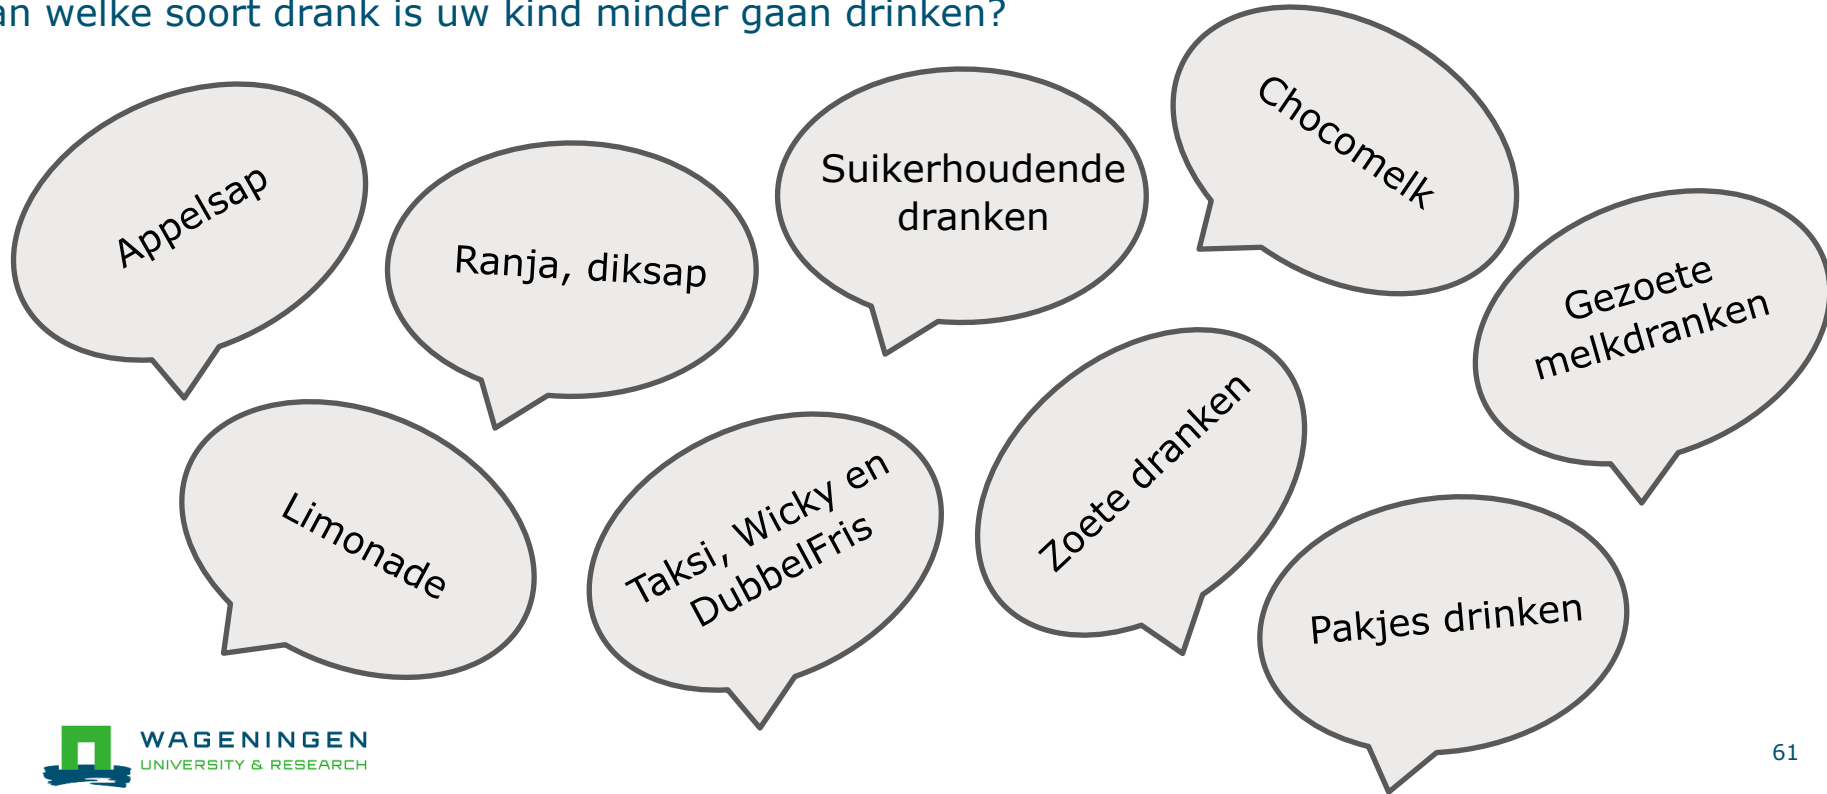 an welke soort drank is uw kind minder gaan drinken?
Appelsap
Ranja, diksap
Suikerhoudende
dranken
Chocomelk
Gezoete
melkdranken
Limonade
Taksi, Wicky en
DubbelFris
Zoete dranken
Pakjes drinken
WAGENINGEN
UNIVERSITY & RESEARCH
61